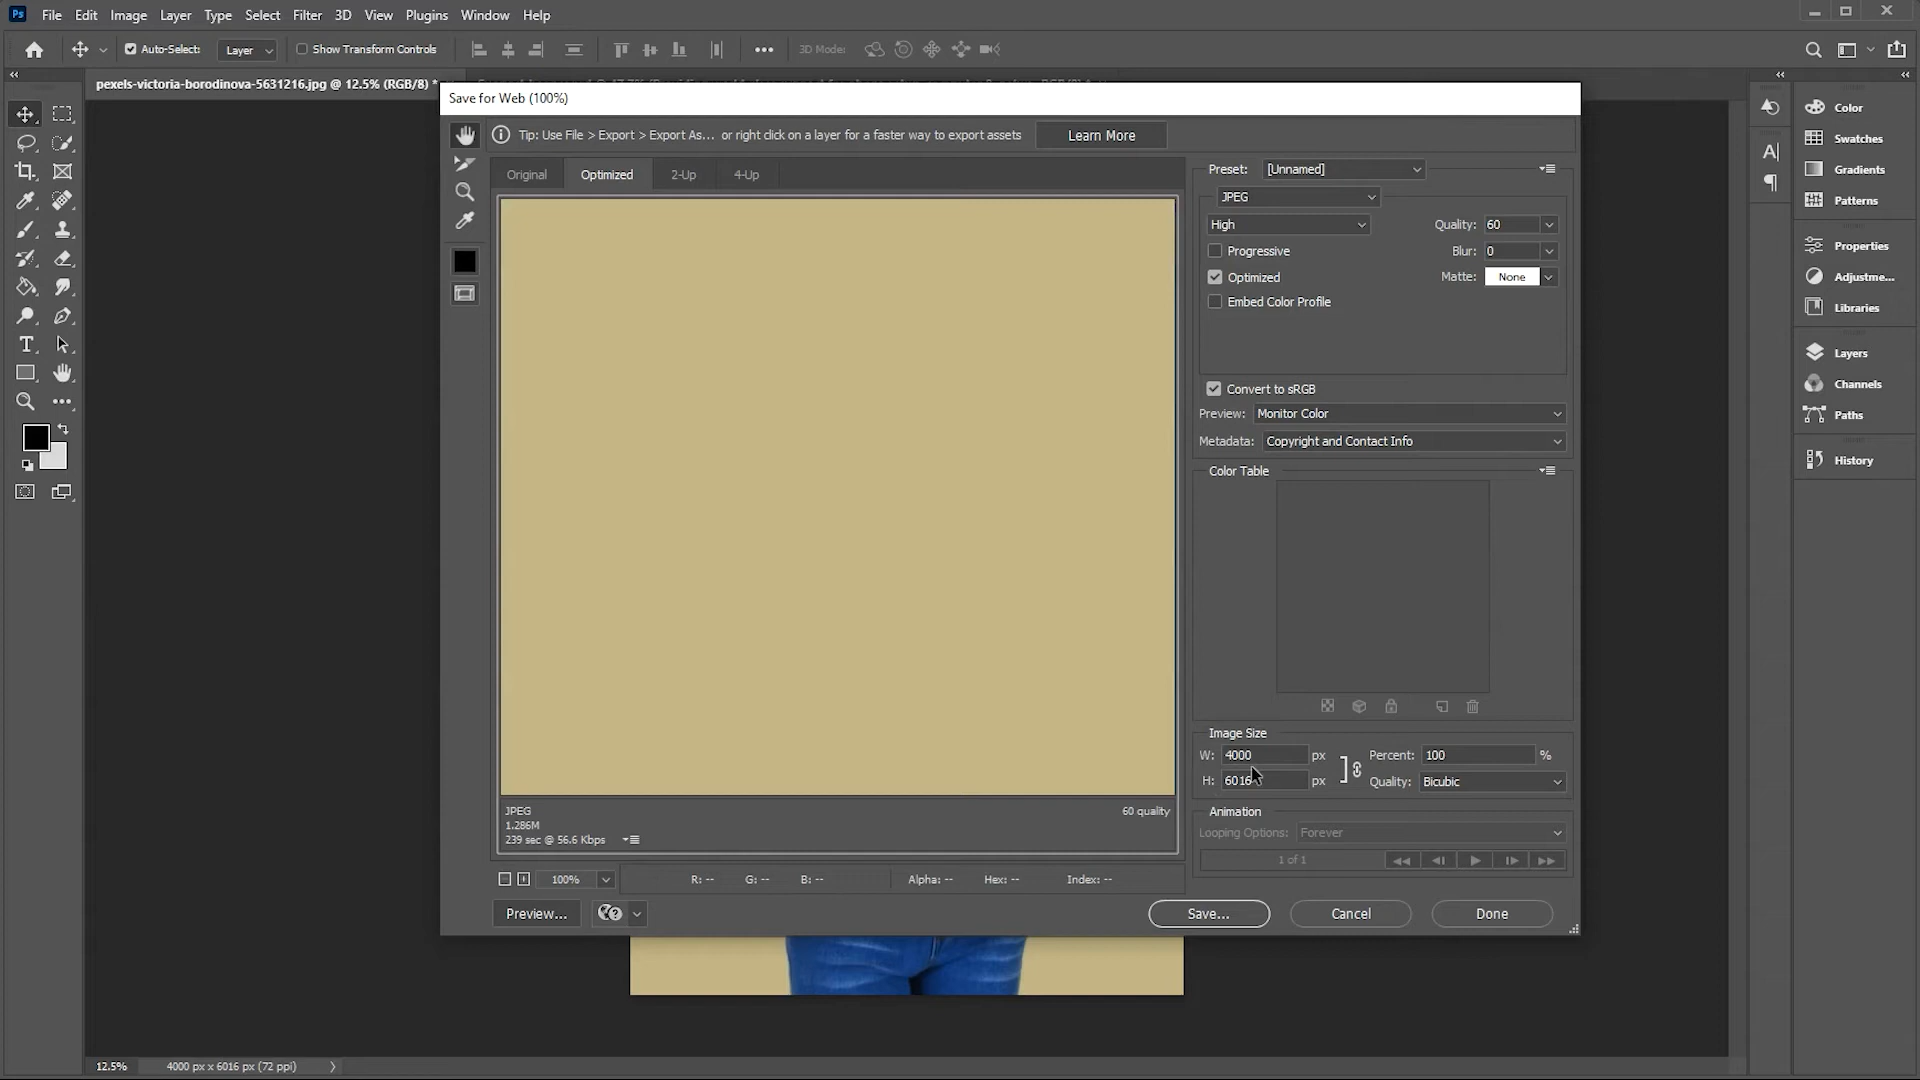 Ps File Edit Image Layer Type Select Filter 3D View Plugins Window Help
Auto-Select: Layer Show Transform Controls 3D Mode:
pexels-victoria-borodinova-5631216.jpg @ 12.5% (RGB/8) *
Save for Web (100%)
Tip: Use File > Export > Export As... or right click on a layer for a faster way to export assets Learn More
Original Optimized 2-Up 4-Up
Preset: [Unnamed]
JPEG
High Quality: 60
Progressive Blur: 0
Optimized Matte: None
Embed Color Profile
Convert to sRGB
Preview: Monitor Color
Metadata: Copyright and Contact Info
Color Table
Image Size
W: 4000 px Percent: 100 %
H: 6016 px Quality: Bicubic
Animation
Looping Options: Forever
1 of 1
JPEG 60 quality
1.286M
239 sec @ 56.6 Kbps
100% R: -- G: -- B: -- Alpha: -- Hex: -- Index: --
Preview... Save... Cancel Done
Color
Swatches
Gradients
Patterns
Properties
Adjustme...
Libraries
Layers
Channels
Paths
History
12.5% 4000 px x 6016 px (72 ppi)